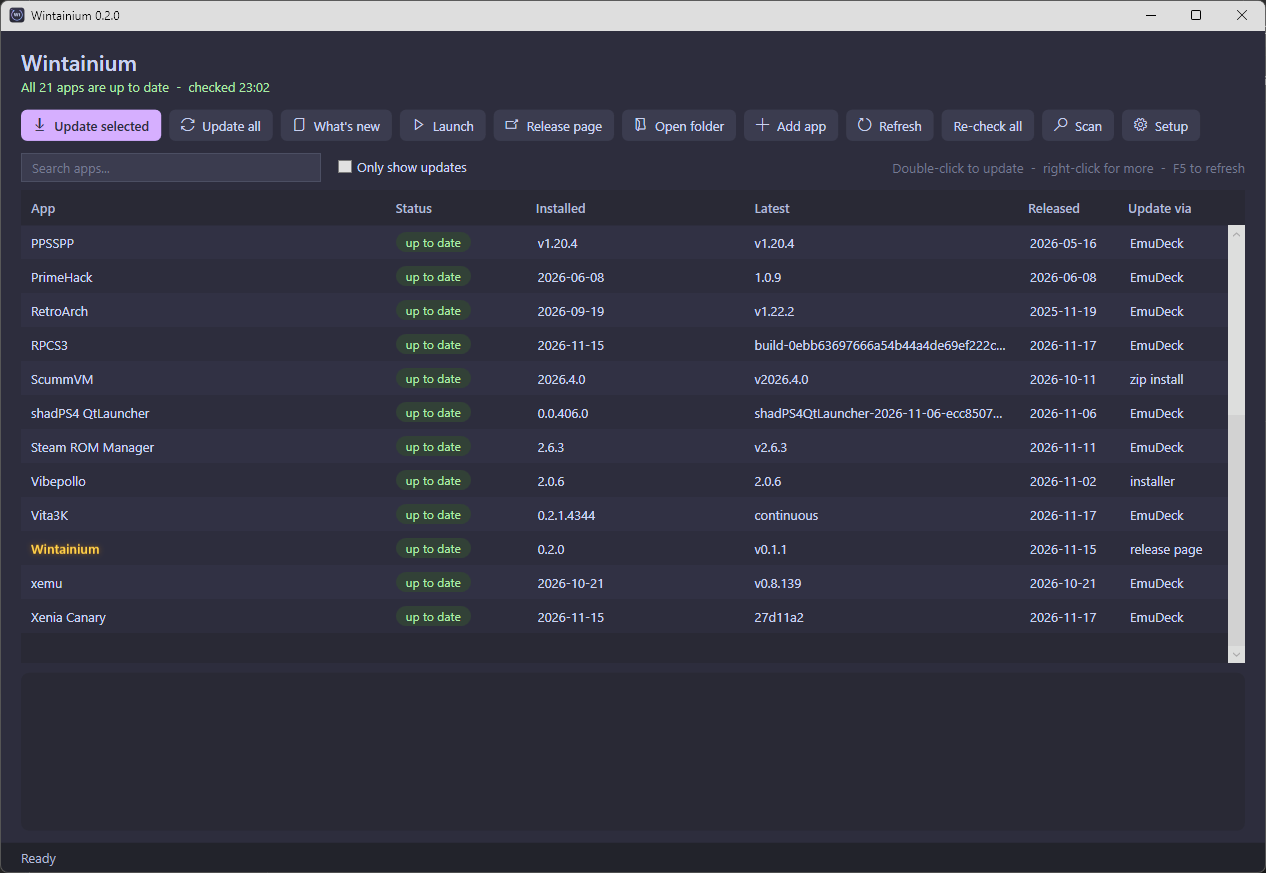 Wintainium 0.2.0
Wintainium
All 21 apps are up to date - checked 23:02
Update selected Update all What's new Launch Release page Open folder Add app Refresh Re-check all Scan Setup
Search apps... Only show updates Double-click to update - right-click for more - F5 to refresh
App Status Installed Latest Released Update via
PPSSPP up to date v1.20.4 v1.20.4 2026-05-16 EmuDeck
PrimeHack up to date 2026-06-08 1.0.9 2026-06-08 EmuDeck
RetroArch up to date 2026-09-19 v1.22.2 2025-11-19 EmuDeck
RPCS3 up to date 2026-11-15 build-0ebb63697666a54b44a4de69ef222c... 2026-11-17 EmuDeck
ScummVM up to date 2026.4.0 v2026.4.0 2026-10-11 zip install
shadPS4 QtLauncher up to date 0.0.406.0 shadPS4QtLauncher-2026-11-06-ecc8507... 2026-11-06 EmuDeck
Steam ROM Manager up to date 2.6.3 v2.6.3 2026-11-11 EmuDeck
Vibepollo up to date 2.0.6 2.0.6 2026-11-02 installer
Vita3K up to date 0.2.1.4344 continuous 2026-11-17 EmuDeck
Wintainium up to date 0.2.0 v0.1.1 2026-11-15 release page
xemu up to date 2026-10-21 v0.8.139 2026-10-21 EmuDeck
Xenia Canary up to date 2026-11-15 27d11a2 2026-11-17 EmuDeck
Ready